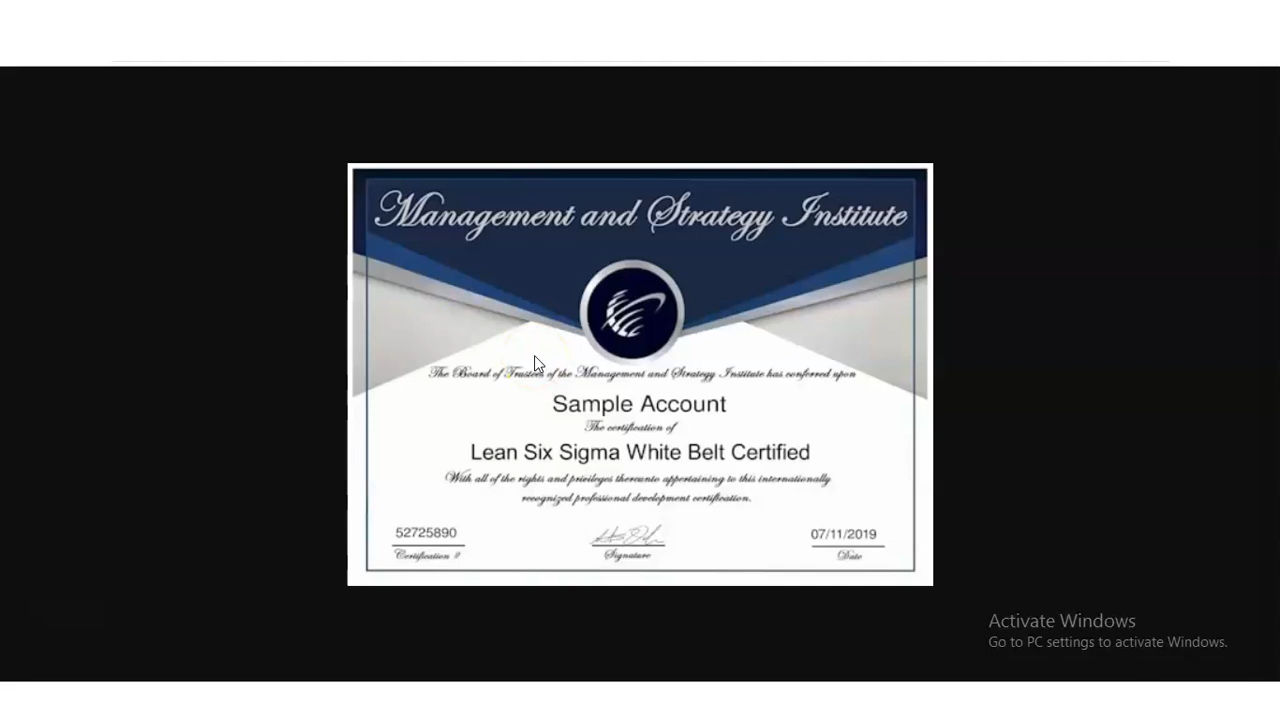 Management and Strategy Institute
The Board of Trustees of the Management and Strategy Institute has conferred upon
Sample Account
The certification of
Lean Six Sigma White Belt Certified
With all of the rights and privileges thereunto appertaining to this internationally
recognized professional development certification.
52725890
Certification #
Signature
07/11/2019
Date
Activate Windows
Go to PC settings to activate Windows.